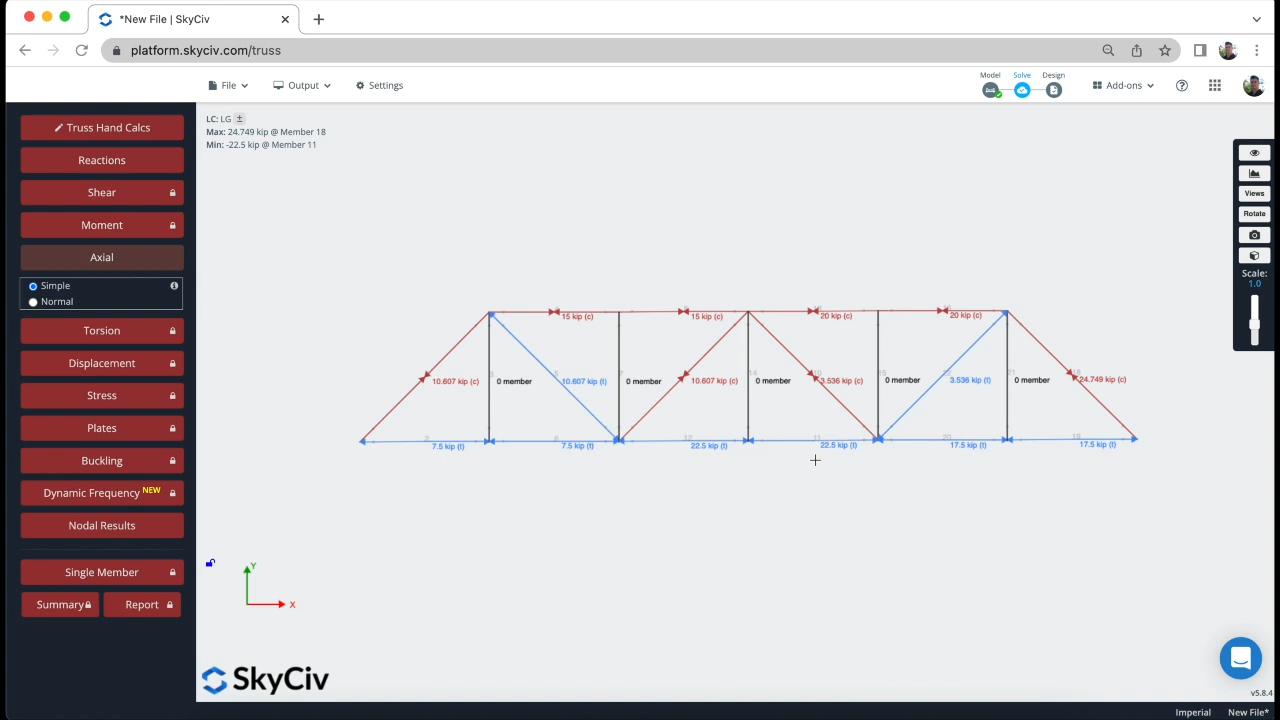 *New File | SkyCiv
platform.skyciv.com/truss
File Output Settings
Model Solve Design
Add-ons
Truss Hand Calcs
Reactions
Shear
Moment
Axial
Simple
Normal
Torsion
Displacement
Stress
Plates
Buckling
Dynamic Frequency NEW
Nodal Results
Single Member
Summary Report
LC: LG ±
Max: 24.749 kip @ Member 18
Min: -22.5 kip @ Member 11
15 kip (c) 15 kip (c) 20 kip (c) 20 kip (c)
10.607 kip (c) 0 member 10.607 kip (t) 0 member 10.607 kip (c) 0 member 3.536 kip (c) 0 member 3.536 kip (t) 0 member 24.749 kip (c)
7.5 kip (t) 7.5 kip (t) 22.5 kip (t) 22.5 kip (t) 17.5 kip (t) 17.5 kip (t)
Y
X
SkyCiv
Views
Rotate
Scale:
1.0
v5.8.4
Imperial New File*